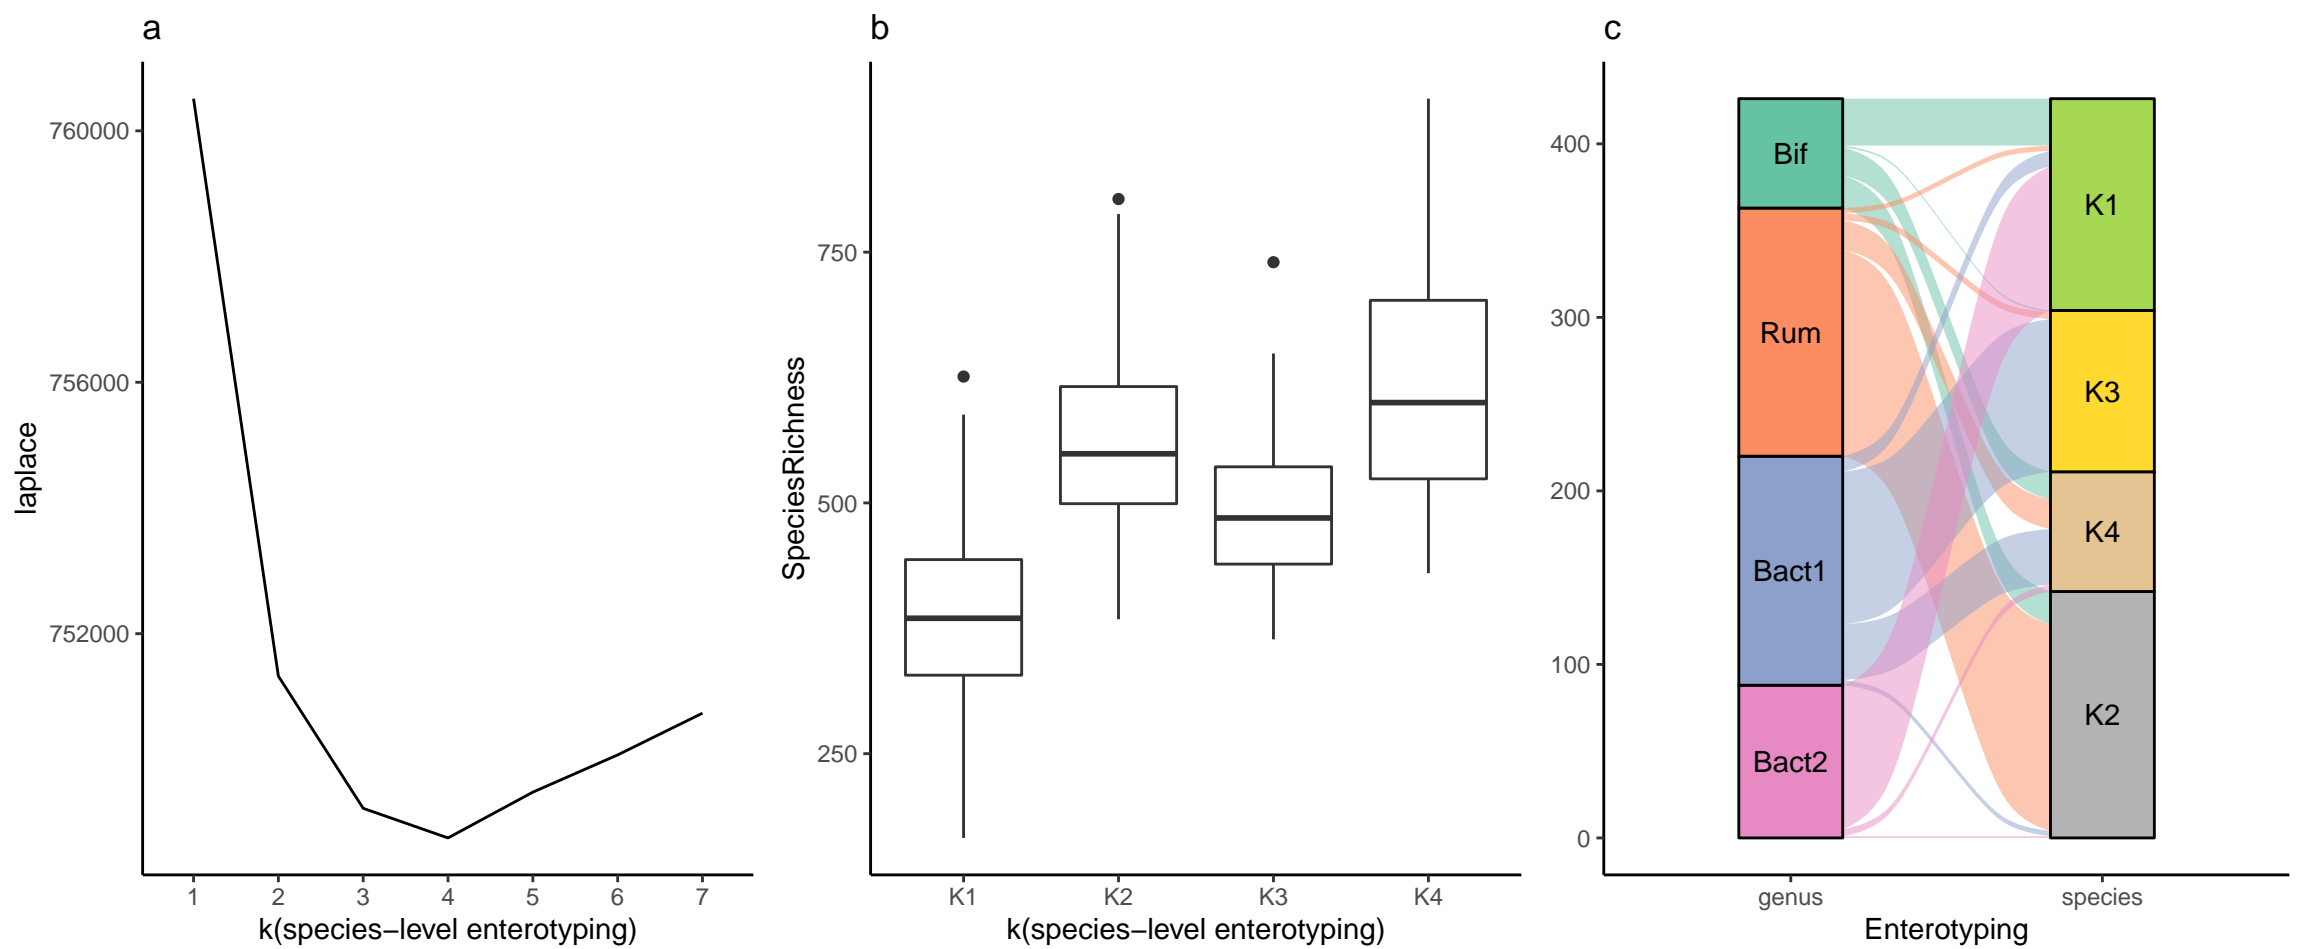 a
760000
756000
752000
laplace
1 2 3 4 5 6 7
k(species−level enterotyping)
b
750
500
250
SpeciesRichness
K1 K2 K3 K4
k(species−level enterotyping)
c
400
300
200
100
0
Bif
Rum
Bact1
Bact2
K1
K3
K4
K2
genus species
Enterotyping